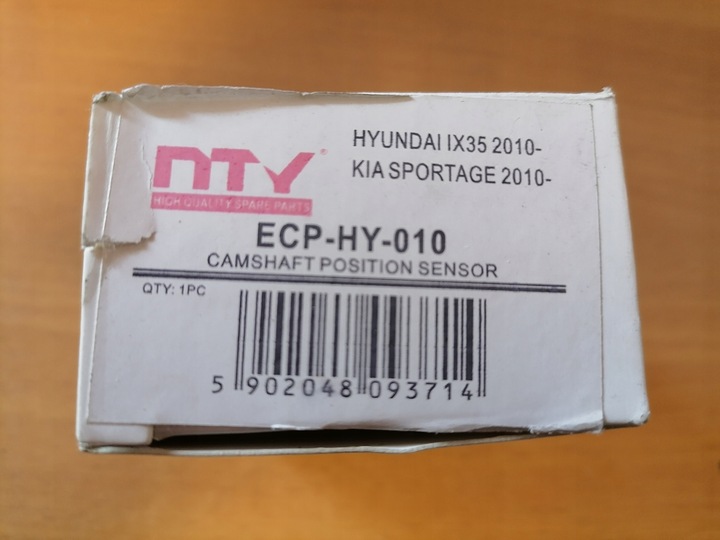 NTY®
HIGH QUALITY SPARE PARTS
HYUNDAI IX35 2010-
KIA SPORTAGE 2010-
ECP-HY-010
CAMSHAFT POSITION SENSOR
QTY: 1PC
5 902048 093714